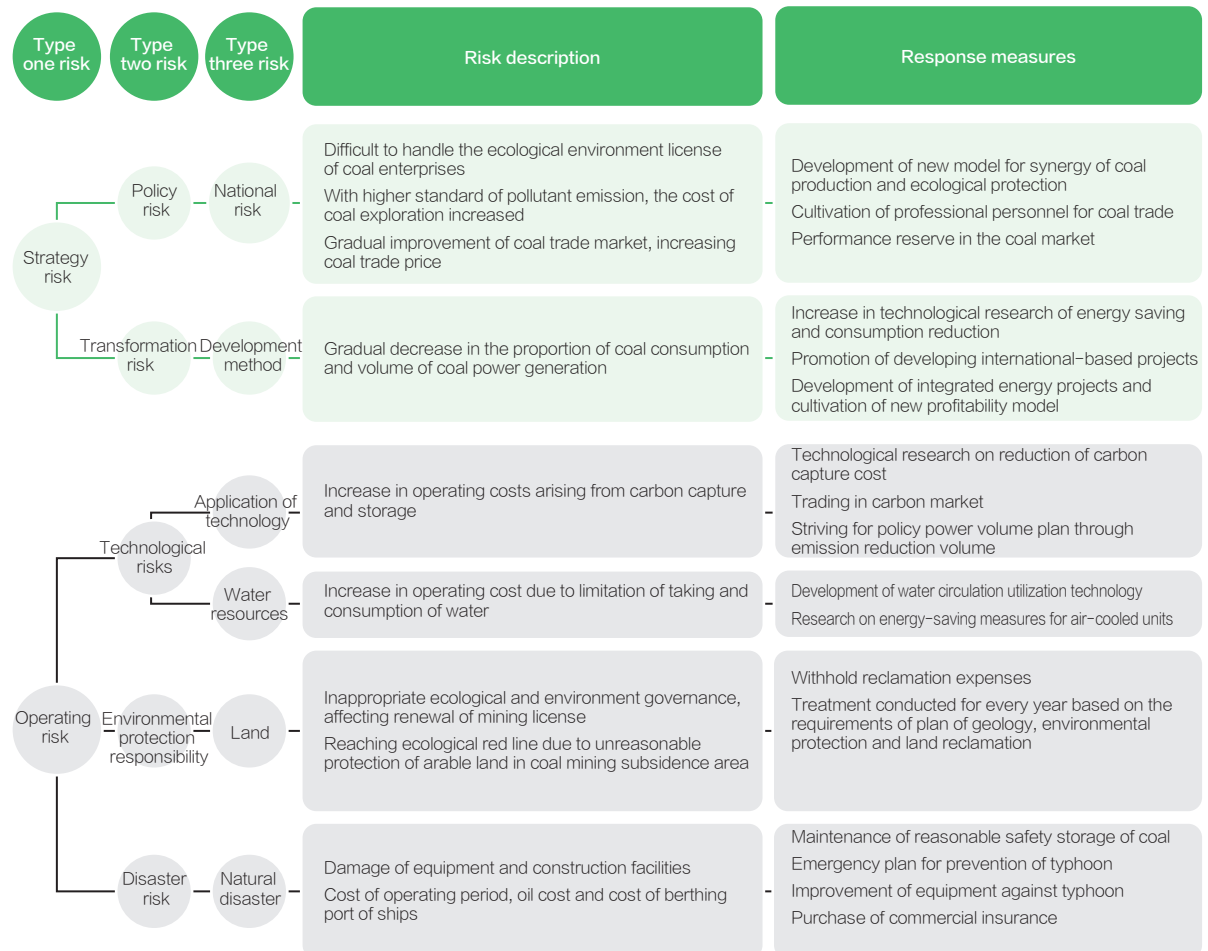 Type
one risk
Type
two risk
Type
three risk
Risk description
Response measures
Strategy
risk
Policy
risk
National
risk
Difficult to handle the ecological environment license
of coal enterprises
With higher standard of pollutant emission, the cost of
coal exploration increased
Gradual improvement of coal trade market, increasing
coal trade price
Development of new model for synergy of coal
production and ecological protection
Cultivation of professional personnel for coal trade
Performance reserve in the coal market
Transformation
risk
Development
method
Gradual decrease in the proportion of coal consumption
and volume of coal power generation
Increase in technological research of energy saving
and consumption reduction
Promotion of developing international-based projects
Development of integrated energy projects and
cultivation of new profitability model
Operating
risk
Technological
risks
Application of
technology
Increase in operating costs arising from carbon capture
and storage
Technological research on reduction of carbon
capture cost
Trading in carbon market
Striving for policy power volume plan through
emission reduction volume
Water
resources
Increase in operating cost due to limitation of taking and
consumption of water
Development of water circulation utilization technology
Research on energy-saving measures for air-cooled units
Environmental
protection
responsibility
Land
Inappropriate ecological and environment governance,
affecting renewal of mining license
Reaching ecological red line due to unreasonable
protection of arable land in coal mining subsidence area
Withhold reclamation expenses
Treatment conducted for every year based on the
requirements of plan of geology, environmental
protection and land reclamation
Disaster
risk
Natural
disaster
Damage of equipment and construction facilities
Cost of operating period, oil cost and cost of berthing
port of ships
Maintenance of reasonable safety storage of coal
Emergency plan for prevention of typhoon
Improvement of equipment against typhoon
Purchase of commercial insurance